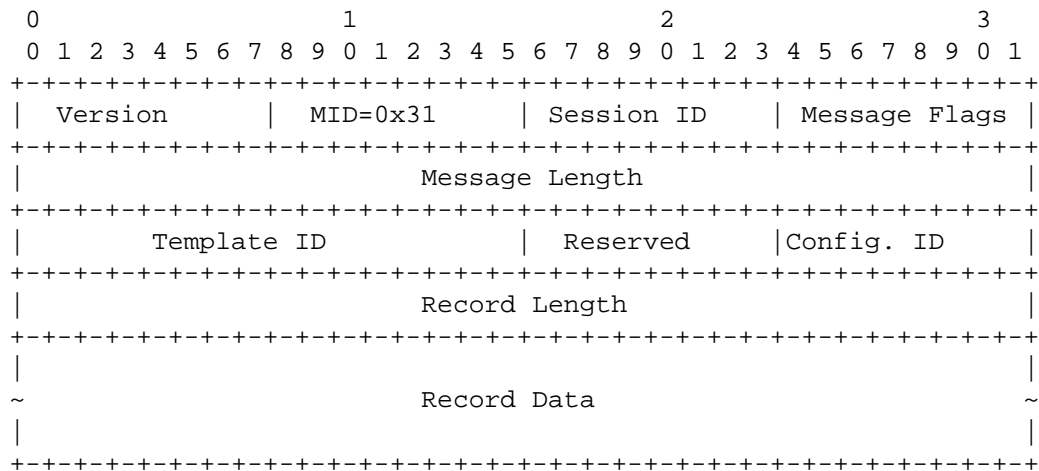 0                   1                   2                   3
 0 1 2 3 4 5 6 7 8 9 0 1 2 3 4 5 6 7 8 9 0 1 2 3 4 5 6 7 8 9 0 1
+-+-+-+-+-+-+-+-+-+-+-+-+-+-+-+-+-+-+-+-+-+-+-+-+-+-+-+-+-+-+-+-+
|  Version      |  MID=0x31     | Session ID    | Message Flags |
+-+-+-+-+-+-+-+-+-+-+-+-+-+-+-+-+-+-+-+-+-+-+-+-+-+-+-+-+-+-+-+-+
|                        Message Length                         |
+-+-+-+-+-+-+-+-+-+-+-+-+-+-+-+-+-+-+-+-+-+-+-+-+-+-+-+-+-+-+-+-+
|        Template ID            |  Reserved     |Config. ID     |
+-+-+-+-+-+-+-+-+-+-+-+-+-+-+-+-+-+-+-+-+-+-+-+-+-+-+-+-+-+-+-+-+
|                        Record Length                          |
+-+-+-+-+-+-+-+-+-+-+-+-+-+-+-+-+-+-+-+-+-+-+-+-+-+-+-+-+-+-+-+-+
|                                                               |
~                        Record Data                            ~
|                                                               |
+-+-+-+-+-+-+-+-+-+-+-+-+-+-+-+-+-+-+-+-+-+-+-+-+-+-+-+-+-+-+-+-+